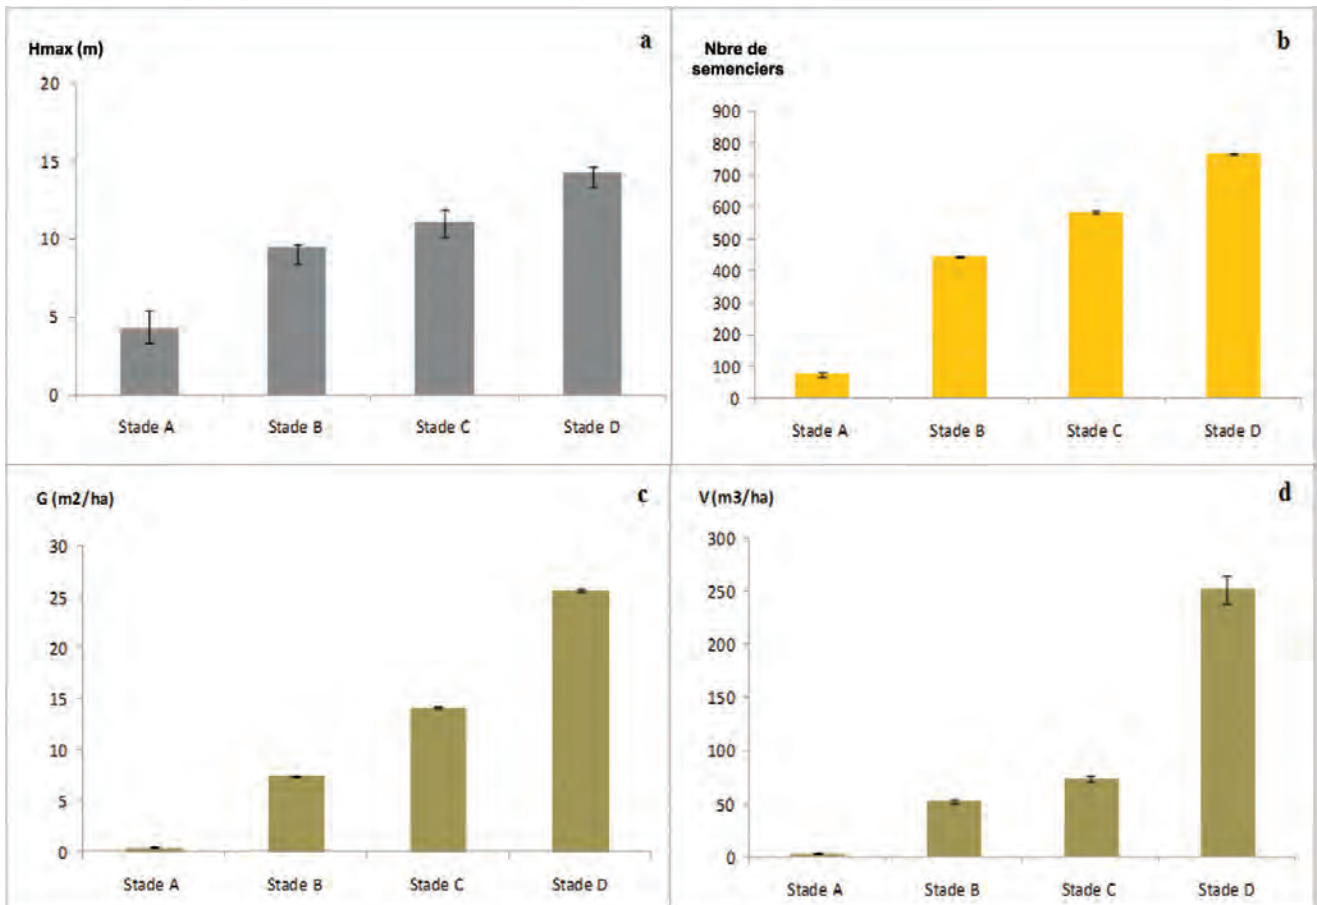 Hmax (m)
a
20
15
10
5
0
Stade A
Stade B
Stade C
Stade D
Nbre de
semenciers
b
900
800
700
600
500
400
300
200
100
0
Stade A
Stade B
Stade C
Stade D
G (m2/ha)
c
30
25
20
15
10
5
0
Stade A
Stade B
Stade C
Stade D
V (m3/ha)
d
300
250
200
150
100
50
0
Stade A
Stade B
Stade C
Stade D